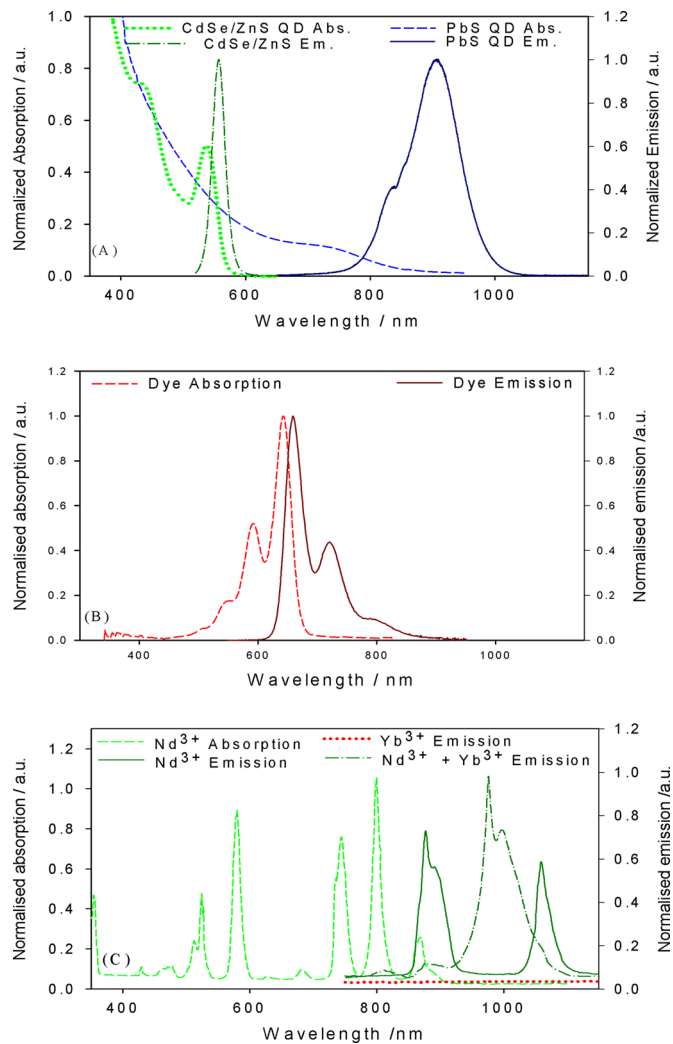 CdSe/ZnS QD Abs. PbS QD Abs.
CdSe/ZnS Em. PbS QD Em.
Normalized Absorption / a.u.
1.0
0.8
0.6
0.4
0.2
0.0
(A)
1.2
1.0
0.8
0.6
0.4
0.2
0.0
Normalized Emission / a.u.
400 600 800 1000
Wavelength / nm
Dye Absorption Dye Emission
Normalised absorption / a.u.
1.2
1.0
0.8
0.6
0.4
0.2
0.0
(B)
1.2
1.0
0.8
0.6
0.4
0.2
0.0
Normalised emission /a.u.
400 600 800 1000
Wavelength / nm
Nd3+ Absorption Yb3+ Emission
Nd3+ Emission Nd3+ + Yb3+ Emission
Normalised absorption / a.u.
1.2
1.0
0.8
0.6
0.4
0.2
0.0
(C)
1.2
1.0
0.8
0.6
0.4
0.2
0.0
Normalised emission /a.u.
400 600 800 1000
Wavelength /nm